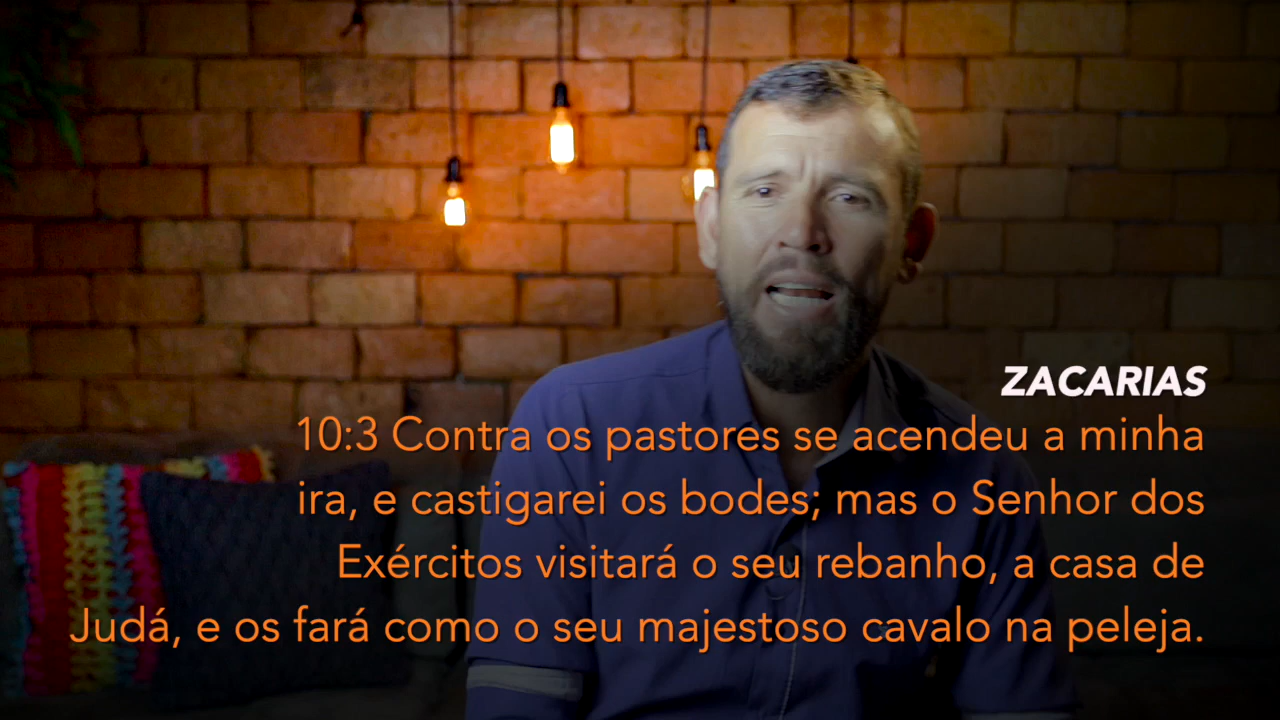 ZACARIAS
10:3 Contra os pastores se acendeu a minha
ira, e castigarei os bodes; mas o Senhor dos
Exércitos visitará o seu rebanho, a casa de
Judá, e os fará como o seu majestoso cavalo na peleja.